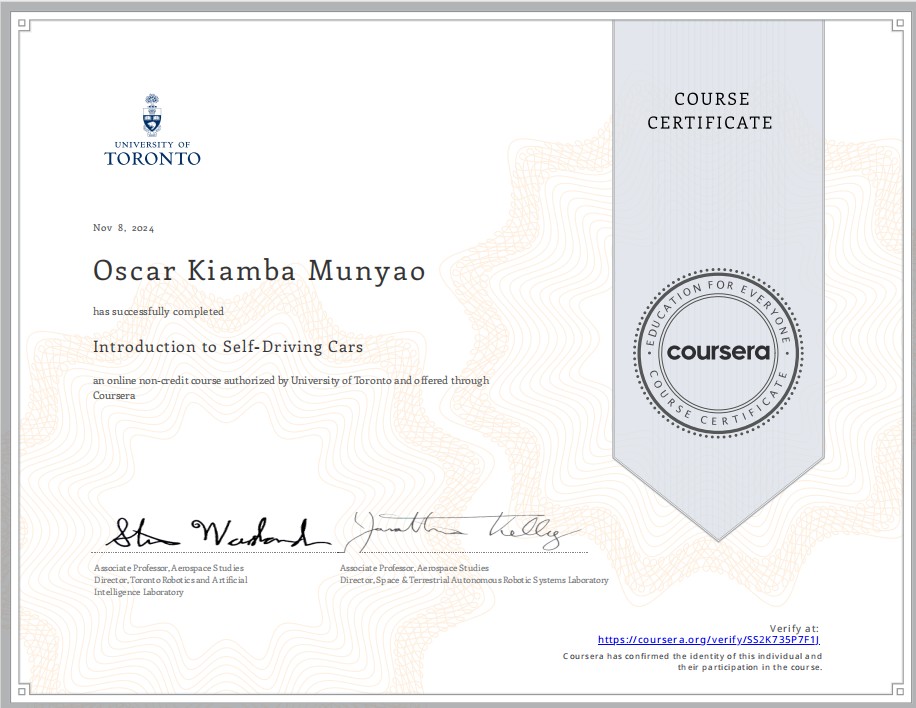 COURSE
CERTIFICATE
UNIVERSITY OF
TORONTO
Nov 8, 2024
Oscar Kiamba Munyao
has successfully completed
Introduction to Self-Driving Cars
an online non-credit course authorized by University of Toronto and offered through
Coursera
EDUCATION FOR EVERYONE
coursera
COURSE CERTIFICATE
Associate Professor, Aerospace Studies
Director, Toronto Robotics and Artificial
Intelligence Laboratory
Associate Professor, Aerospace Studies
Director, Space & Terrestrial Autonomous Robotic Systems Laboratory
Verify at:
https://coursera.org/verify/SS2K735P7F1J
Coursera has confirmed the identity of this individual and
their participation in the course.